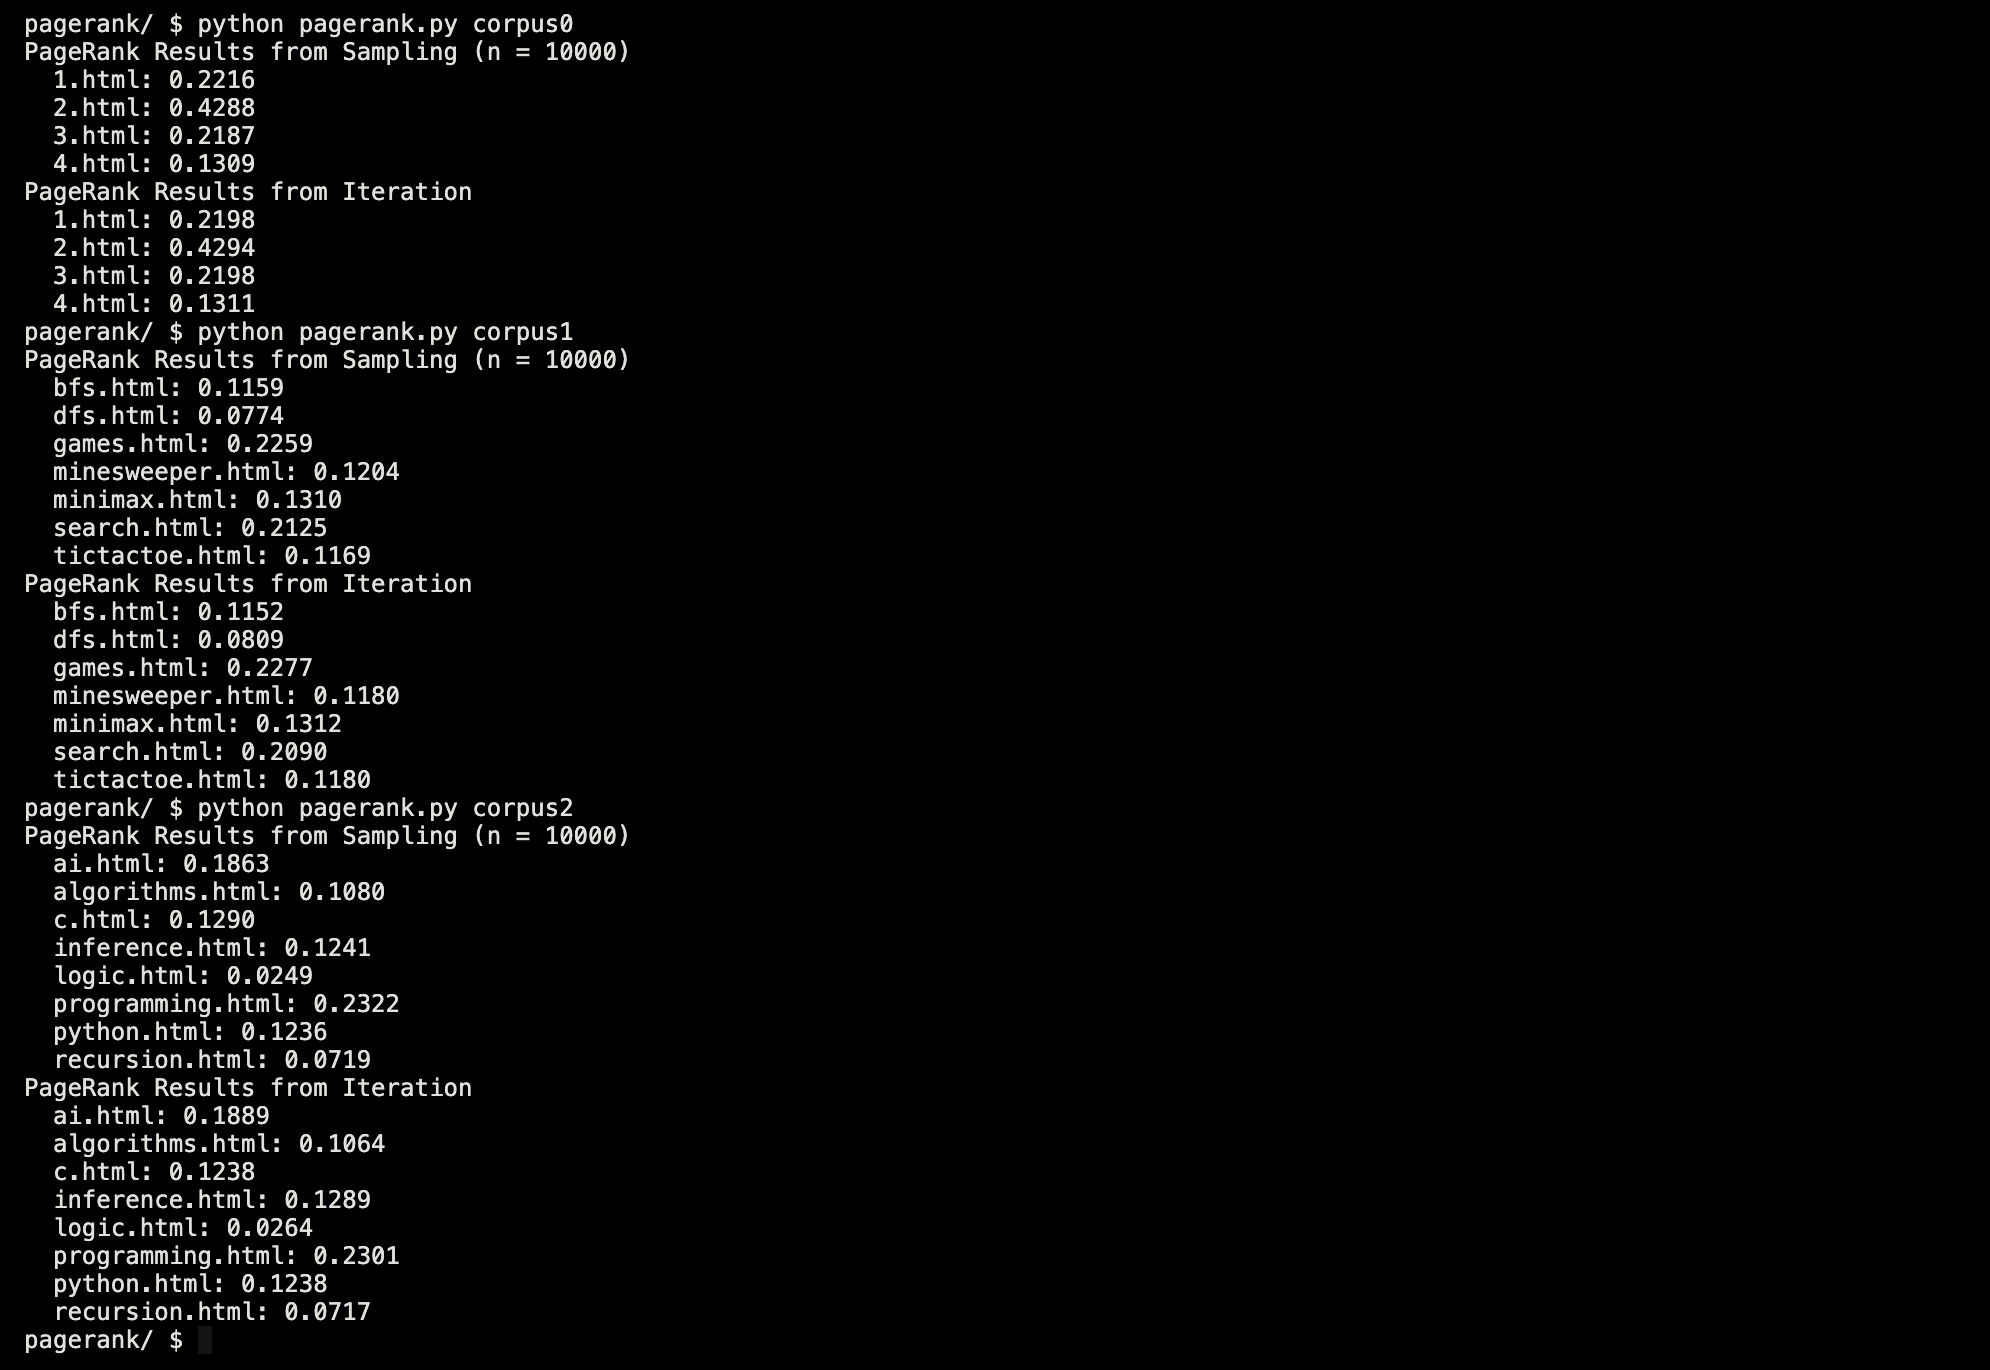 pagerank/ $ python pagerank.py corpus0
PageRank Results from Sampling (n = 10000)
  1.html: 0.2216
  2.html: 0.4288
  3.html: 0.2187
  4.html: 0.1309
PageRank Results from Iteration
  1.html: 0.2198
  2.html: 0.4294
  3.html: 0.2198
  4.html: 0.1311
pagerank/ $ python pagerank.py corpus1
PageRank Results from Sampling (n = 10000)
  bfs.html: 0.1159
  dfs.html: 0.0774
  games.html: 0.2259
  minesweeper.html: 0.1204
  minimax.html: 0.1310
  search.html: 0.2125
  tictactoe.html: 0.1169
PageRank Results from Iteration
  bfs.html: 0.1152
  dfs.html: 0.0809
  games.html: 0.2277
  minesweeper.html: 0.1180
  minimax.html: 0.1312
  search.html: 0.2090
  tictactoe.html: 0.1180
pagerank/ $ python pagerank.py corpus2
PageRank Results from Sampling (n = 10000)
  ai.html: 0.1863
  algorithms.html: 0.1080
  c.html: 0.1290
  inference.html: 0.1241
  logic.html: 0.0249
  programming.html: 0.2322
  python.html: 0.1236
  recursion.html: 0.0719
PageRank Results from Iteration
  ai.html: 0.1889
  algorithms.html: 0.1064
  c.html: 0.1238
  inference.html: 0.1289
  logic.html: 0.0264
  programming.html: 0.2301
  python.html: 0.1238
  recursion.html: 0.0717
pagerank/ $